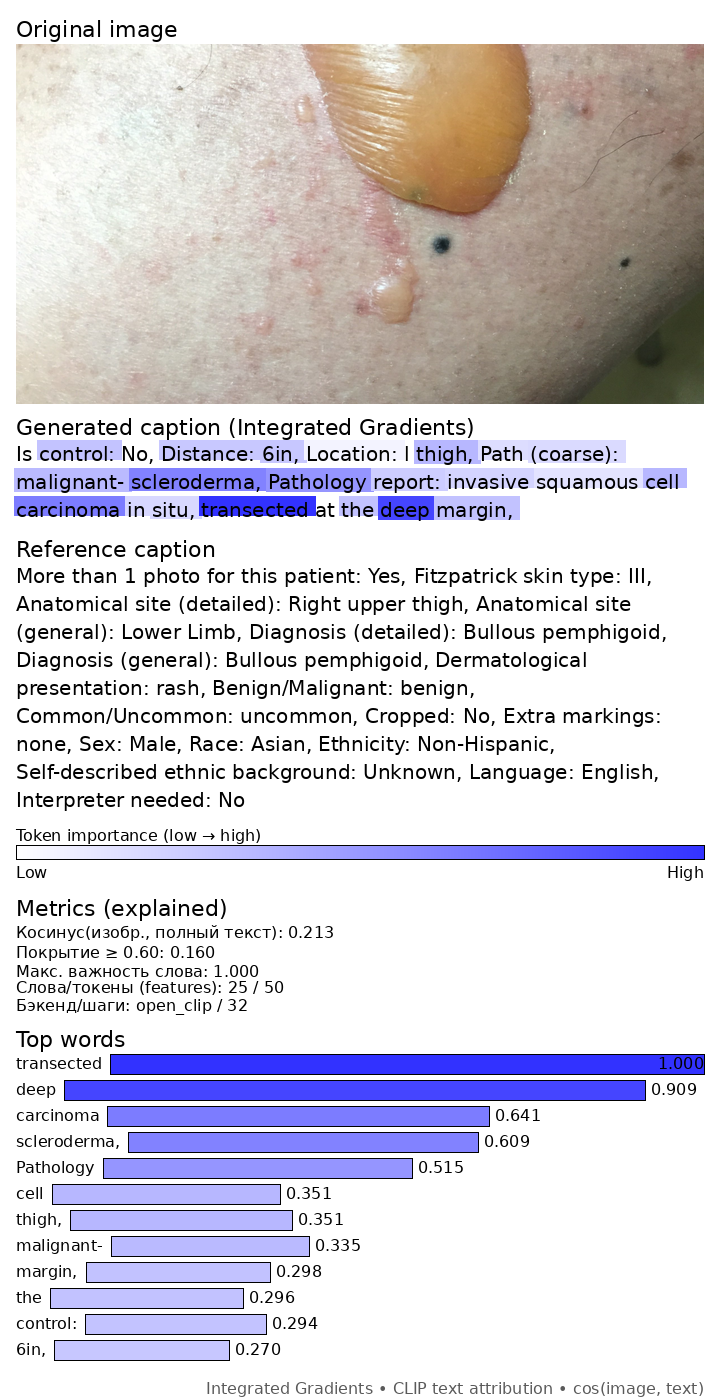 Original image
Generated caption (Integrated Gradients)
Is control: No, Distance: 6in, Location: l thigh, Path (coarse):
malignant- scleroderma, Pathology report: invasive squamous cell
carcinoma in situ, transected at the deep margin,
Reference caption
More than 1 photo for this patient: Yes, Fitzpatrick skin type: III,
Anatomical site (detailed): Right upper thigh, Anatomical site
(general): Lower Limb, Diagnosis (detailed): Bullous pemphigoid,
Diagnosis (general): Bullous pemphigoid, Dermatological
presentation: rash, Benign/Malignant: benign,
Common/Uncommon: uncommon, Cropped: No, Extra markings:
none, Sex: Male, Race: Asian, Ethnicity: Non-Hispanic,
Self-described ethnic background: Unknown, Language: English,
Interpreter needed: No
Token importance (low → high)
Low High
Metrics (explained)
Косинус(изобр., полный текст): 0.213
Покрытие ≥ 0.60: 0.160
Макс. важность слова: 1.000
Слова/токены (features): 25 / 50
Бэкенд/шаги: open_clip / 32
Top words
transected 1.000
deep 0.909
carcinoma 0.641
scleroderma, 0.609
Pathology 0.515
cell 0.351
thigh, 0.351
malignant- 0.335
margin, 0.298
the 0.296
control: 0.294
6in, 0.270
Integrated Gradients • CLIP text attribution • cos(image, text)